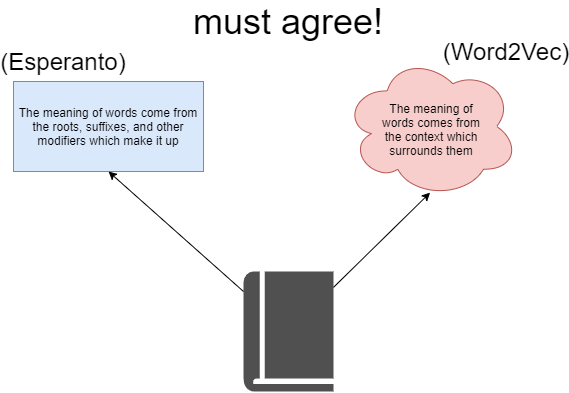 must agree!
(Esperanto)
(Word2Vec)
The meaning of words come from
the roots, suffixes, and other
modifiers which make it up
The meaning of
words comes from
the context which
surrounds them